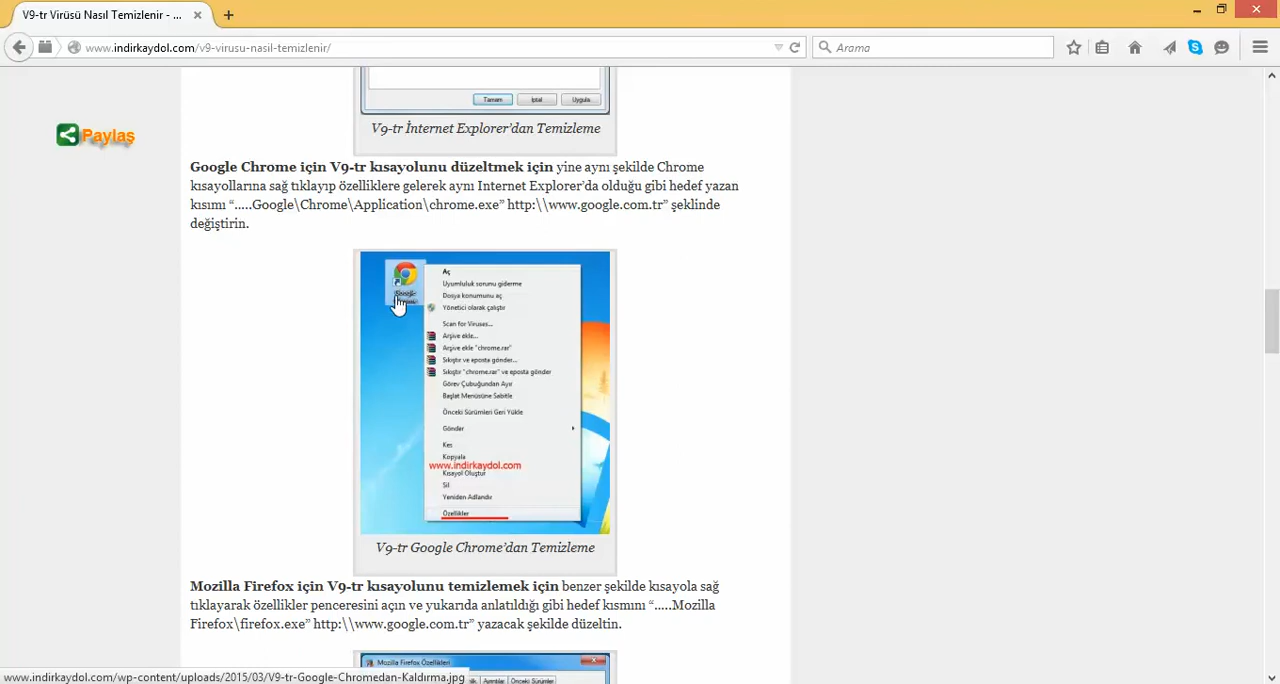 V9-tr Virüsü Nasıl Temizlenir - ...
www.indirkaydol.com/v9-virusu-nasil-temizlenir/
Arama
Tamam İptal Uygula
V9-tr İnternet Explorer'dan Temizleme
Paylaş
Google Chrome için V9-tr kısayolunu düzeltmek için yine aynı şekilde Chrome
kısayollarına sağ tıklayıp özelliklere gelerek aynı Internet Explorer'da olduğu gibi hedef yazan
kısımı “.....Google\Chrome\Application\chrome.exe” http:\\www.google.com.tr” şeklinde
değiştirin.
Google
Chrome
Aç
Uyumluluk sorunu giderme
Dosya konumunu aç
Yönetici olarak çalıştır
Scan for Viruses...
Arşive ekle...
Arşive ekle "chrome.rar"
Sıkıştır ve eposta gönder...
Sıkıştır "chrome.rar" ve eposta gönder
Görev Çubuğundan Ayır
Başlat Menüsüne Sabitle
Önceki Sürümleri Geri Yükle
Gönder
Kes
Kopyala
www.indirkaydol.com
Kısayol Oluştur
Sil
Yeniden Adlandır
Özellikler
V9-tr Google Chrome'dan Temizleme
Mozilla Firefox için V9-tr kısayolunu temizlemek için benzer şekilde kısayola sağ
tıklayarak özellikler penceresini açın ve yukarıda anlatıldığı gibi hedef kısmını “.....Mozilla
Firefox\firefox.exe” http:\\www.google.com.tr” yazacak şekilde düzeltin.
Mozilla Firefox Özellikleri
Ayrıntılar Önceki Sürümler
www.indirkaydol.com/wp-content/uploads/2015/03/V9-tr-Google-Chromedan-Kaldırma.jpg